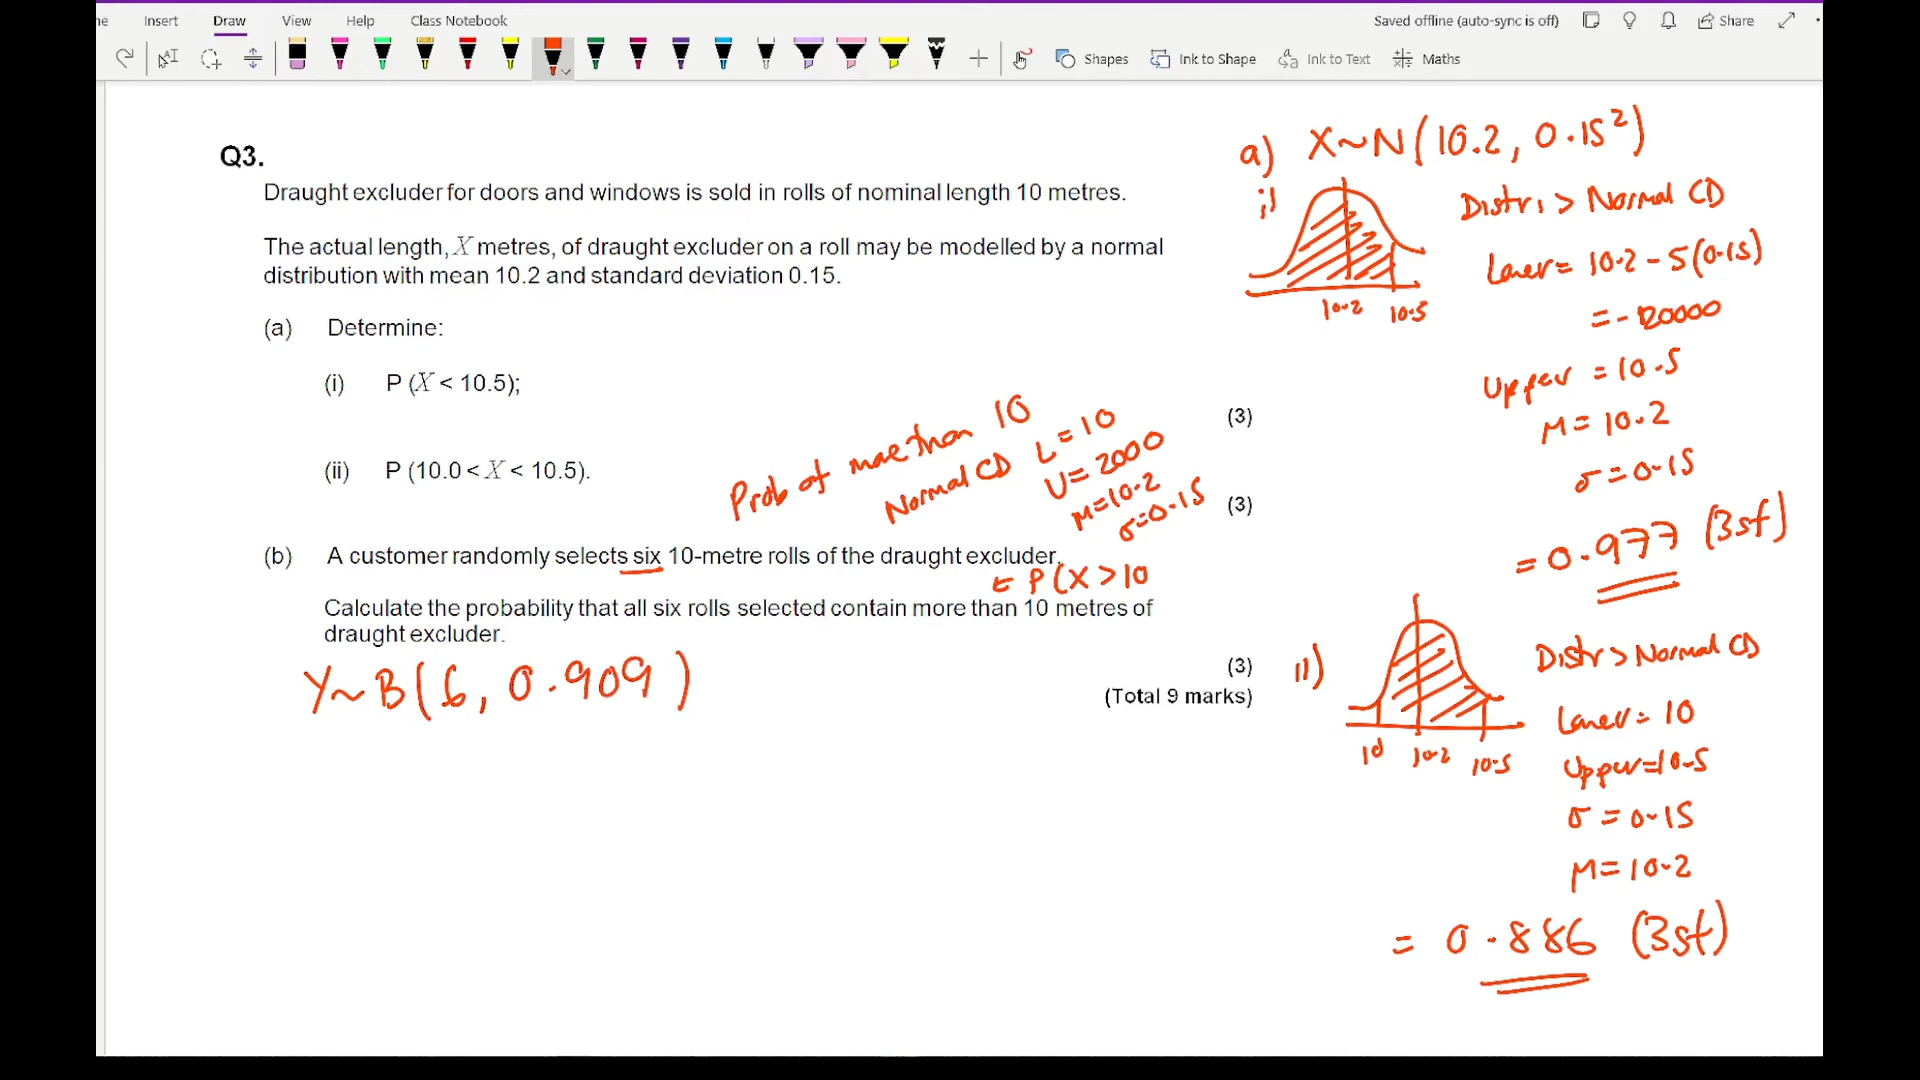 Insert Draw View Help Class Notebook Saved offline (auto-sync is off) Share
Shapes Ink to Shape Ink to Text Maths
Q3.
Draught excluder for doors and windows is sold in rolls of nominal length 10 metres.
The actual length, X metres, of draught excluder on a roll may be modelled by a normal
distribution with mean 10.2 and standard deviation 0.15.
(a) Determine:
(i) P (X < 10.5);
(3)
(ii) P (10.0 < X < 10.5).
(3)
Prob of more than 10
Normal CD L = 10
U = 2000
μ = 10.2
σ = 0.15
(b) A customer randomly selects six 10-metre rolls of the draught excluder.
P(X > 10
Calculate the probability that all six rolls selected contain more than 10 metres of
draught excluder.
(3)
(Total 9 marks)
Y ~ B(6, 0.909)
a) X ~ N(10.2, 0.15²)
i)
10.2 10.5
Distri > Normal CD
Lower = 10.2 - 5(0.15)
Upper = 10.5
μ = 10.2
σ = 0.15
= 0.977 (3sf)
ii)
10 10.2 10.5
Distr > Normal CD
Lower = 10
Upper = 10.5
σ = 0.15
μ = 10.2
= 0.886 (3sf)